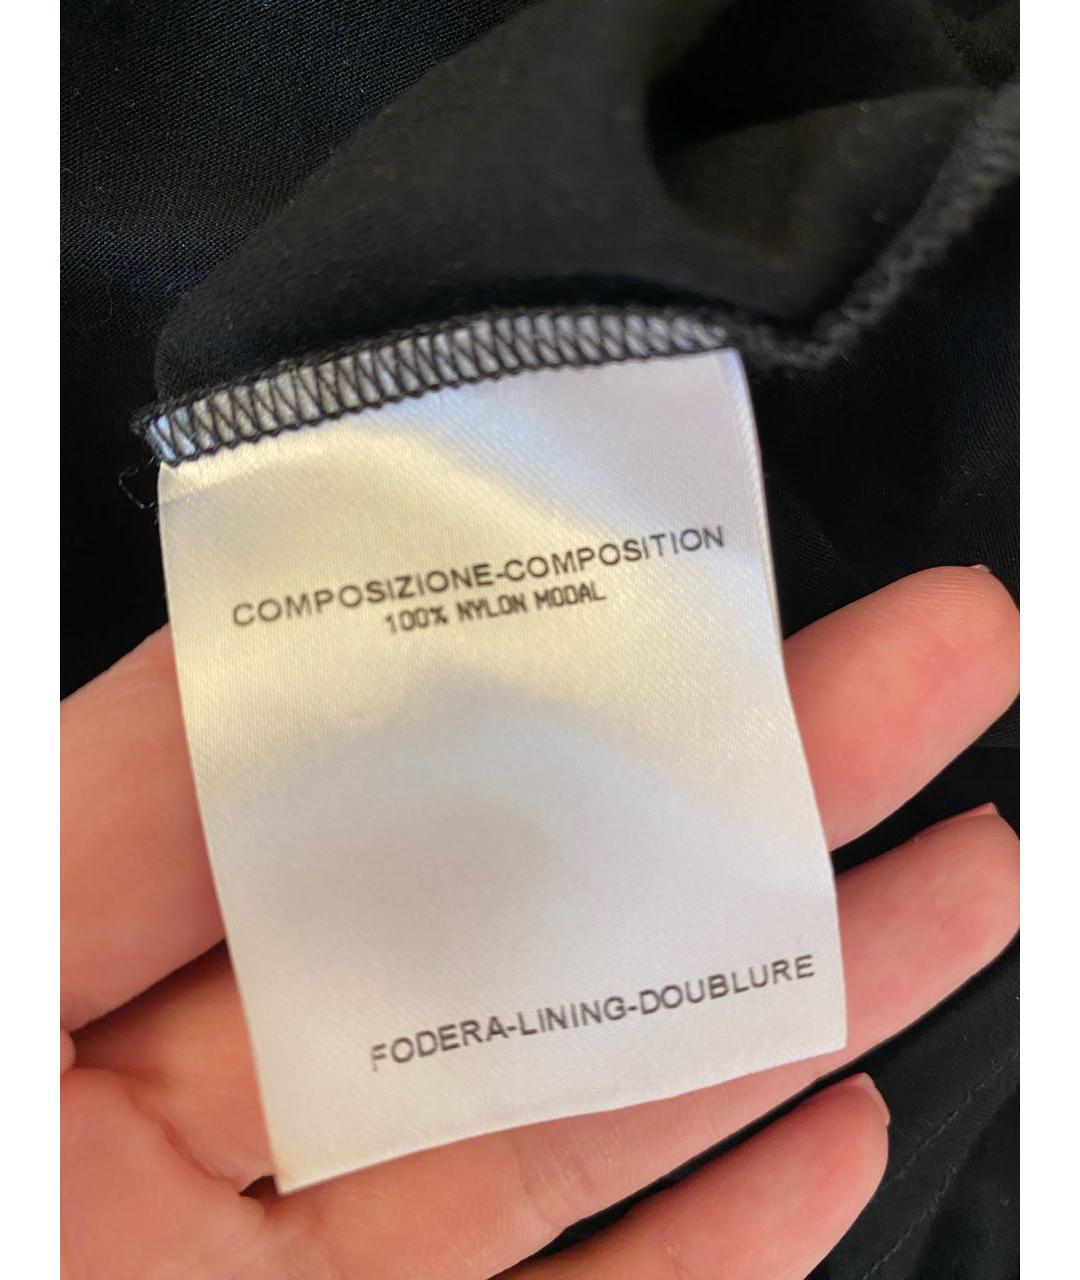 COMPOSIZIONE-COMPOSITION
100% NYLON MODAL
FODERA-LINING-DOUBLURE